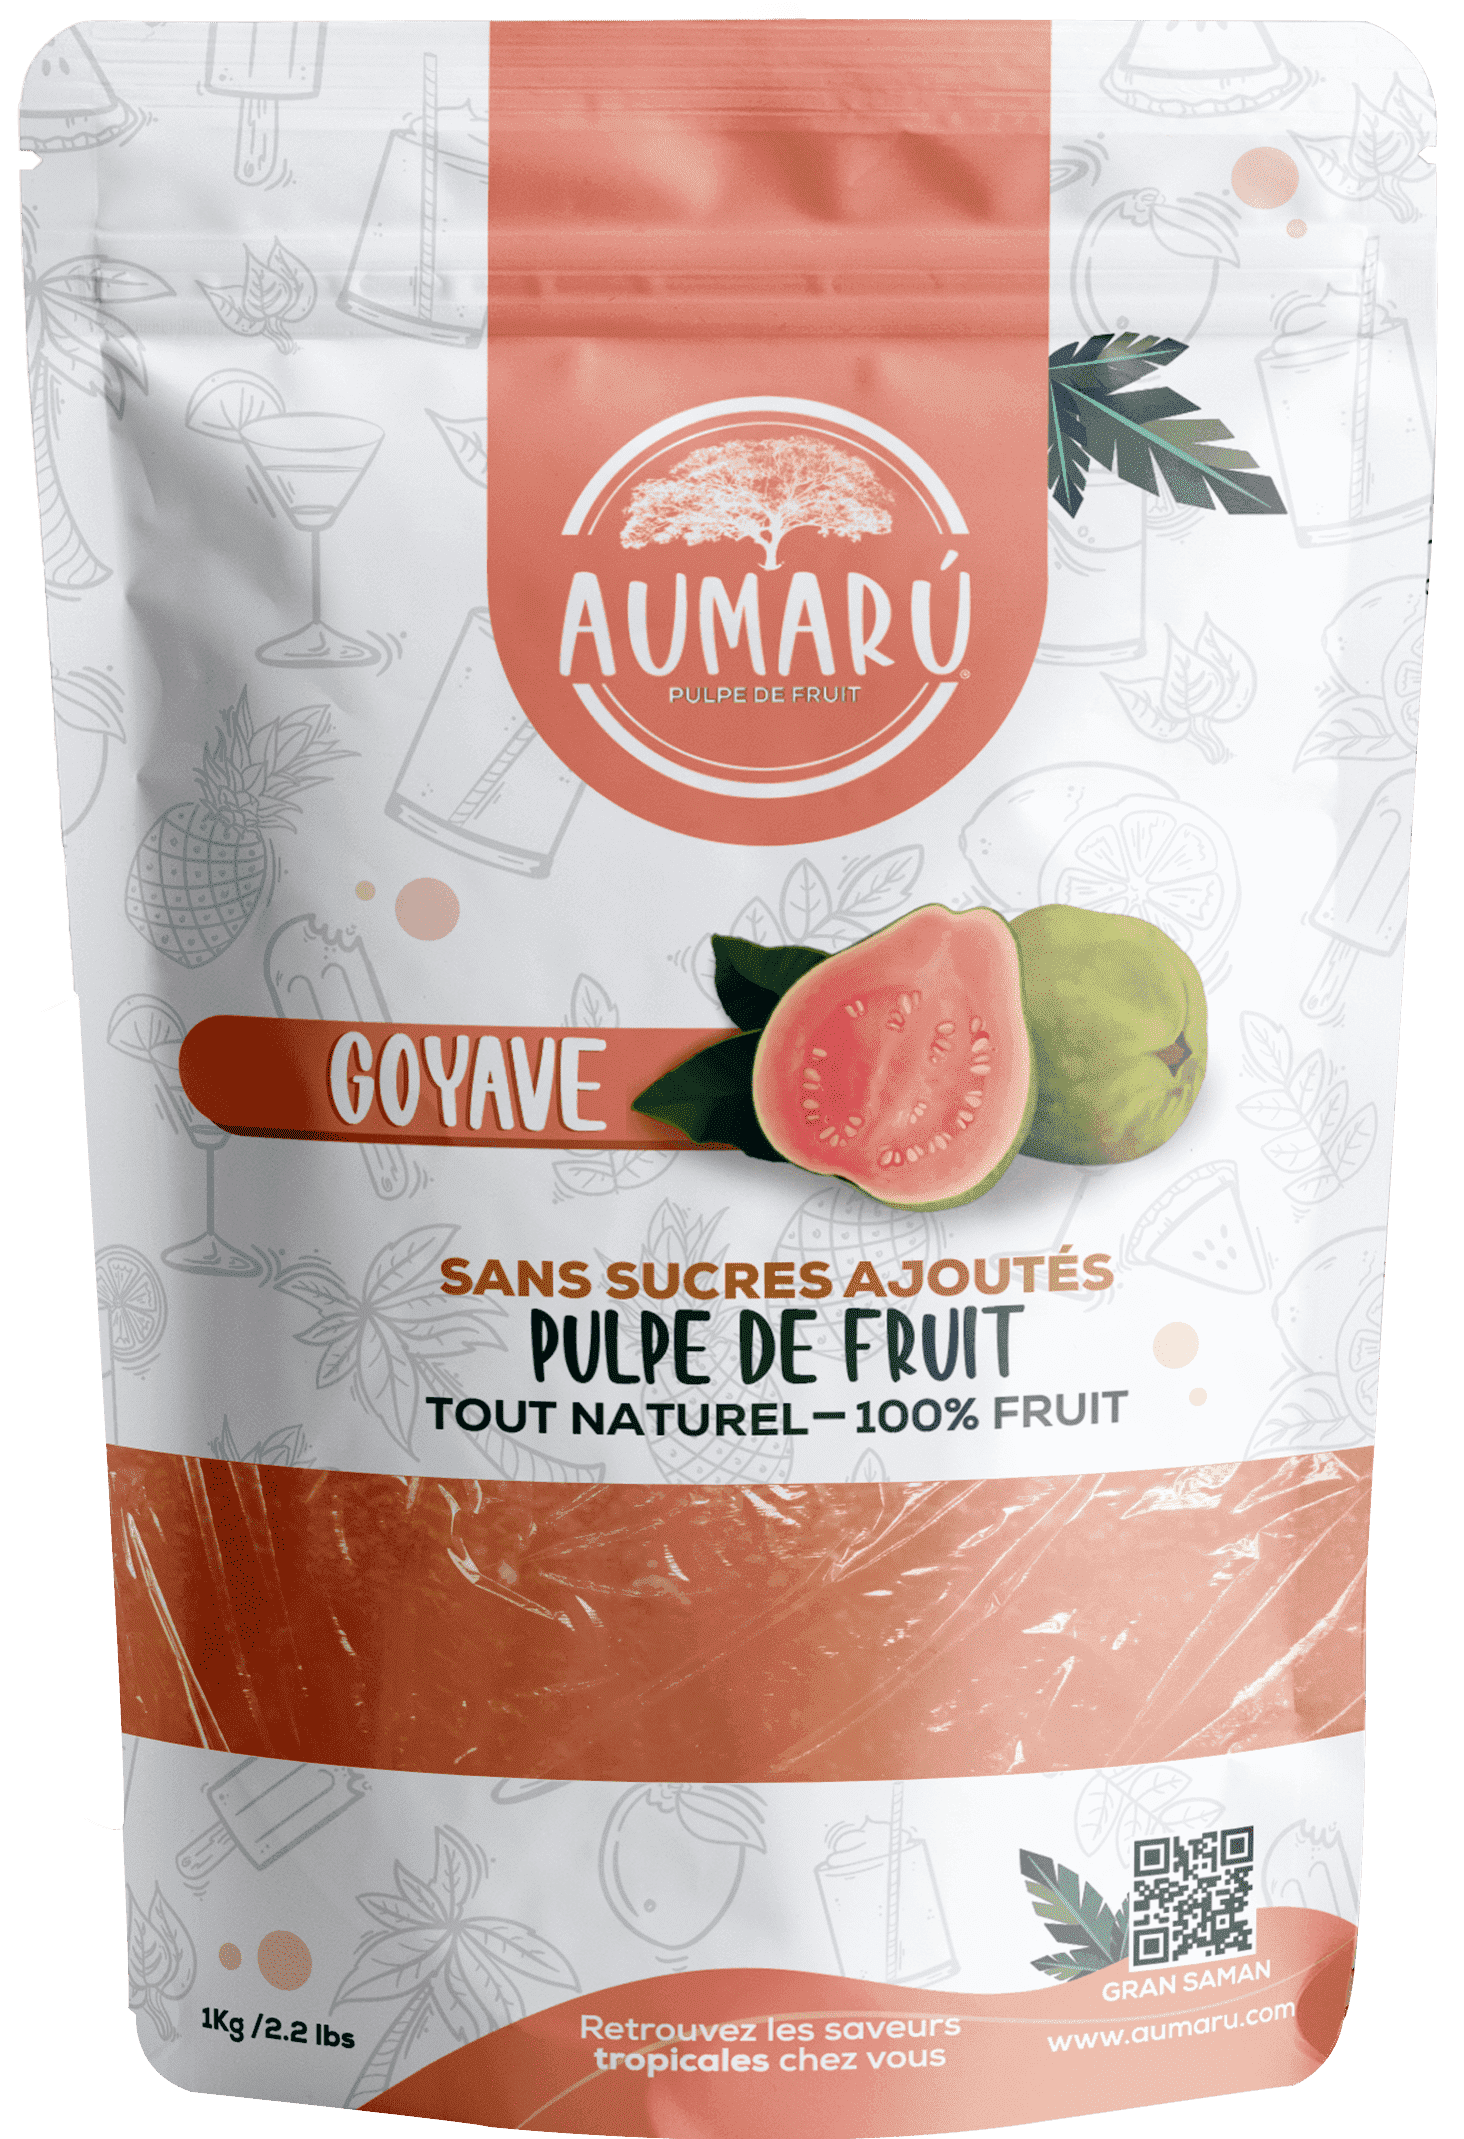 AUMARÚ®
PULPE DE FRUIT
GOYAVE
SANS SUCRES AJOUTÉS
PULPE DE FRUIT
TOUT NATUREL–100% FRUIT
GRAN SAMAN
www.aumaru.com
1Kg /2.2 lbs
Retrouvez les saveurs
tropicales chez vous